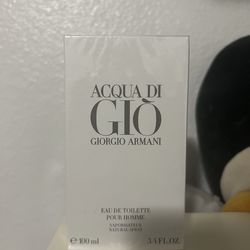 ACQUA DI
GIÒ
GIORGIO ARMANI
EAU DE TOILETTE
POUR HOMME
VAPORISATEUR
NATURAL SPRAY
℮ 100 ml 3.4 FL.OZ.